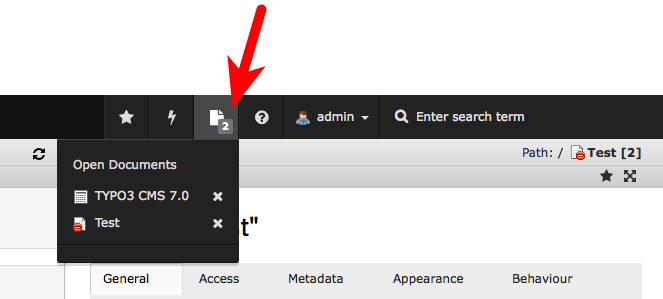 2
admin
Enter search term
Path: / Test [2]
Open Documents
TYPO3 CMS 7.0
Test
t"
General Access Metadata Appearance Behaviour